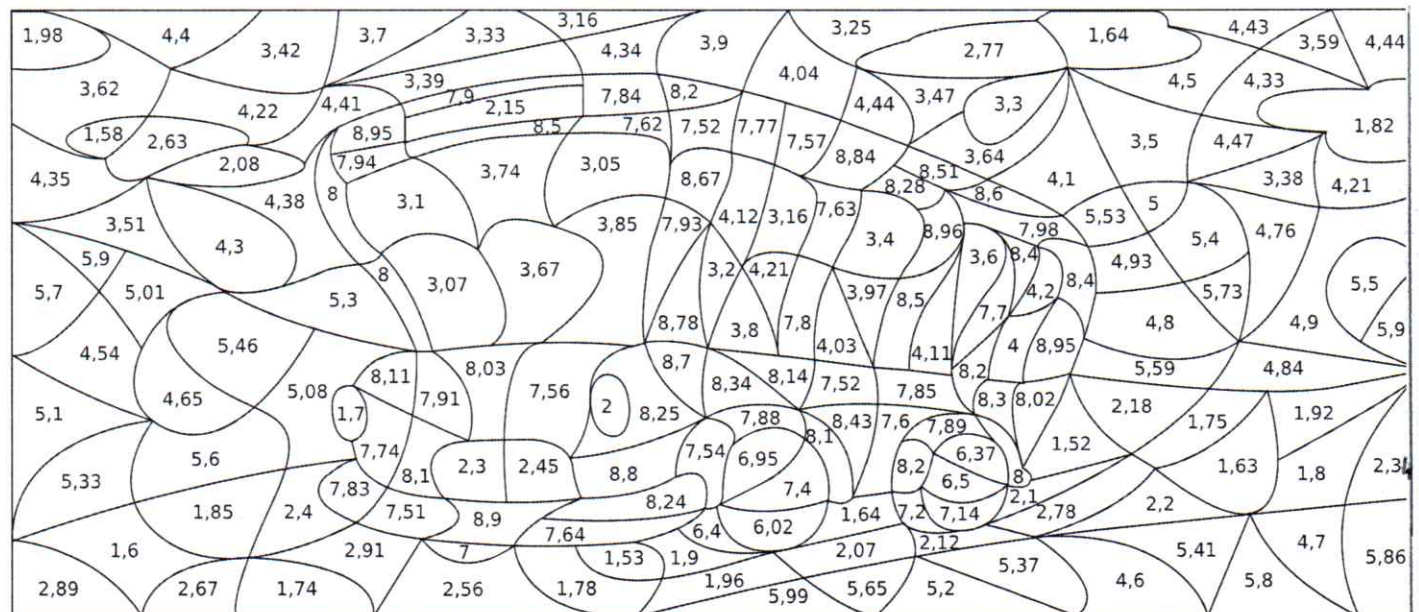 1,98 4,4 3,42 3,7 3,33 3,16 4,34 3,9 3,25 2,77 1,64 4,43 3,59 4,44
3,62 4,22 4,41 3,39 7,9 2,15 7,84 8,2 4,04 4,44 3,47 3,3 4,5 4,33
1,58 2,63 2,08 8,95 7,94 8,5 7,62 7,52 7,77 7,57 8,84 3,64 3,5 4,47 1,82
4,35 4,38 8 3,1 3,74 3,05 8,67 8,28 8,51 8,6 4,1 3,38 4,21
3,51 4,3 3,85 7,93 4,12 3,16 7,63 3,4 8,96 7,98 5,53 5 5,4 4,76
5,9 5,7 5,01 5,3 8 3,07 3,67 3,2 4,21 3,97 8,5 3,6 8,4 4,2 8,4 4,93 5,73 5,5
4,54 5,46 8,78 3,8 7,8 4,03 4,11 7,7 4 8,95 4,8 4,9 5,9
5,1 4,65 5,08 8,11 7,91 8,03 7,56 8,7 8,34 8,14 7,52 7,85 8,2 8,3 8,02 5,59 4,84
1,7 2 8,25 7,88 8,1 8,43 7,6 7,89 2,18 1,75 1,92
5,33 5,6 7,74 8,1 2,3 2,45 8,8 7,54 6,95 8,2 6,37 1,52 1,63 1,8
1,85 2,4 7,83 7,51 8,9 8,24 7,4 6,5 8 2,1 2,2
1,6 2,91 7 7,64 6,4 6,02 1,64 7,2 7,14 2,78 5,41 4,7 5,86
2,89 2,67 1,74 2,56 1,78 1,53 1,9 1,96 5,99 2,07 5,65 2,12 5,2 5,37 4,6 5,8